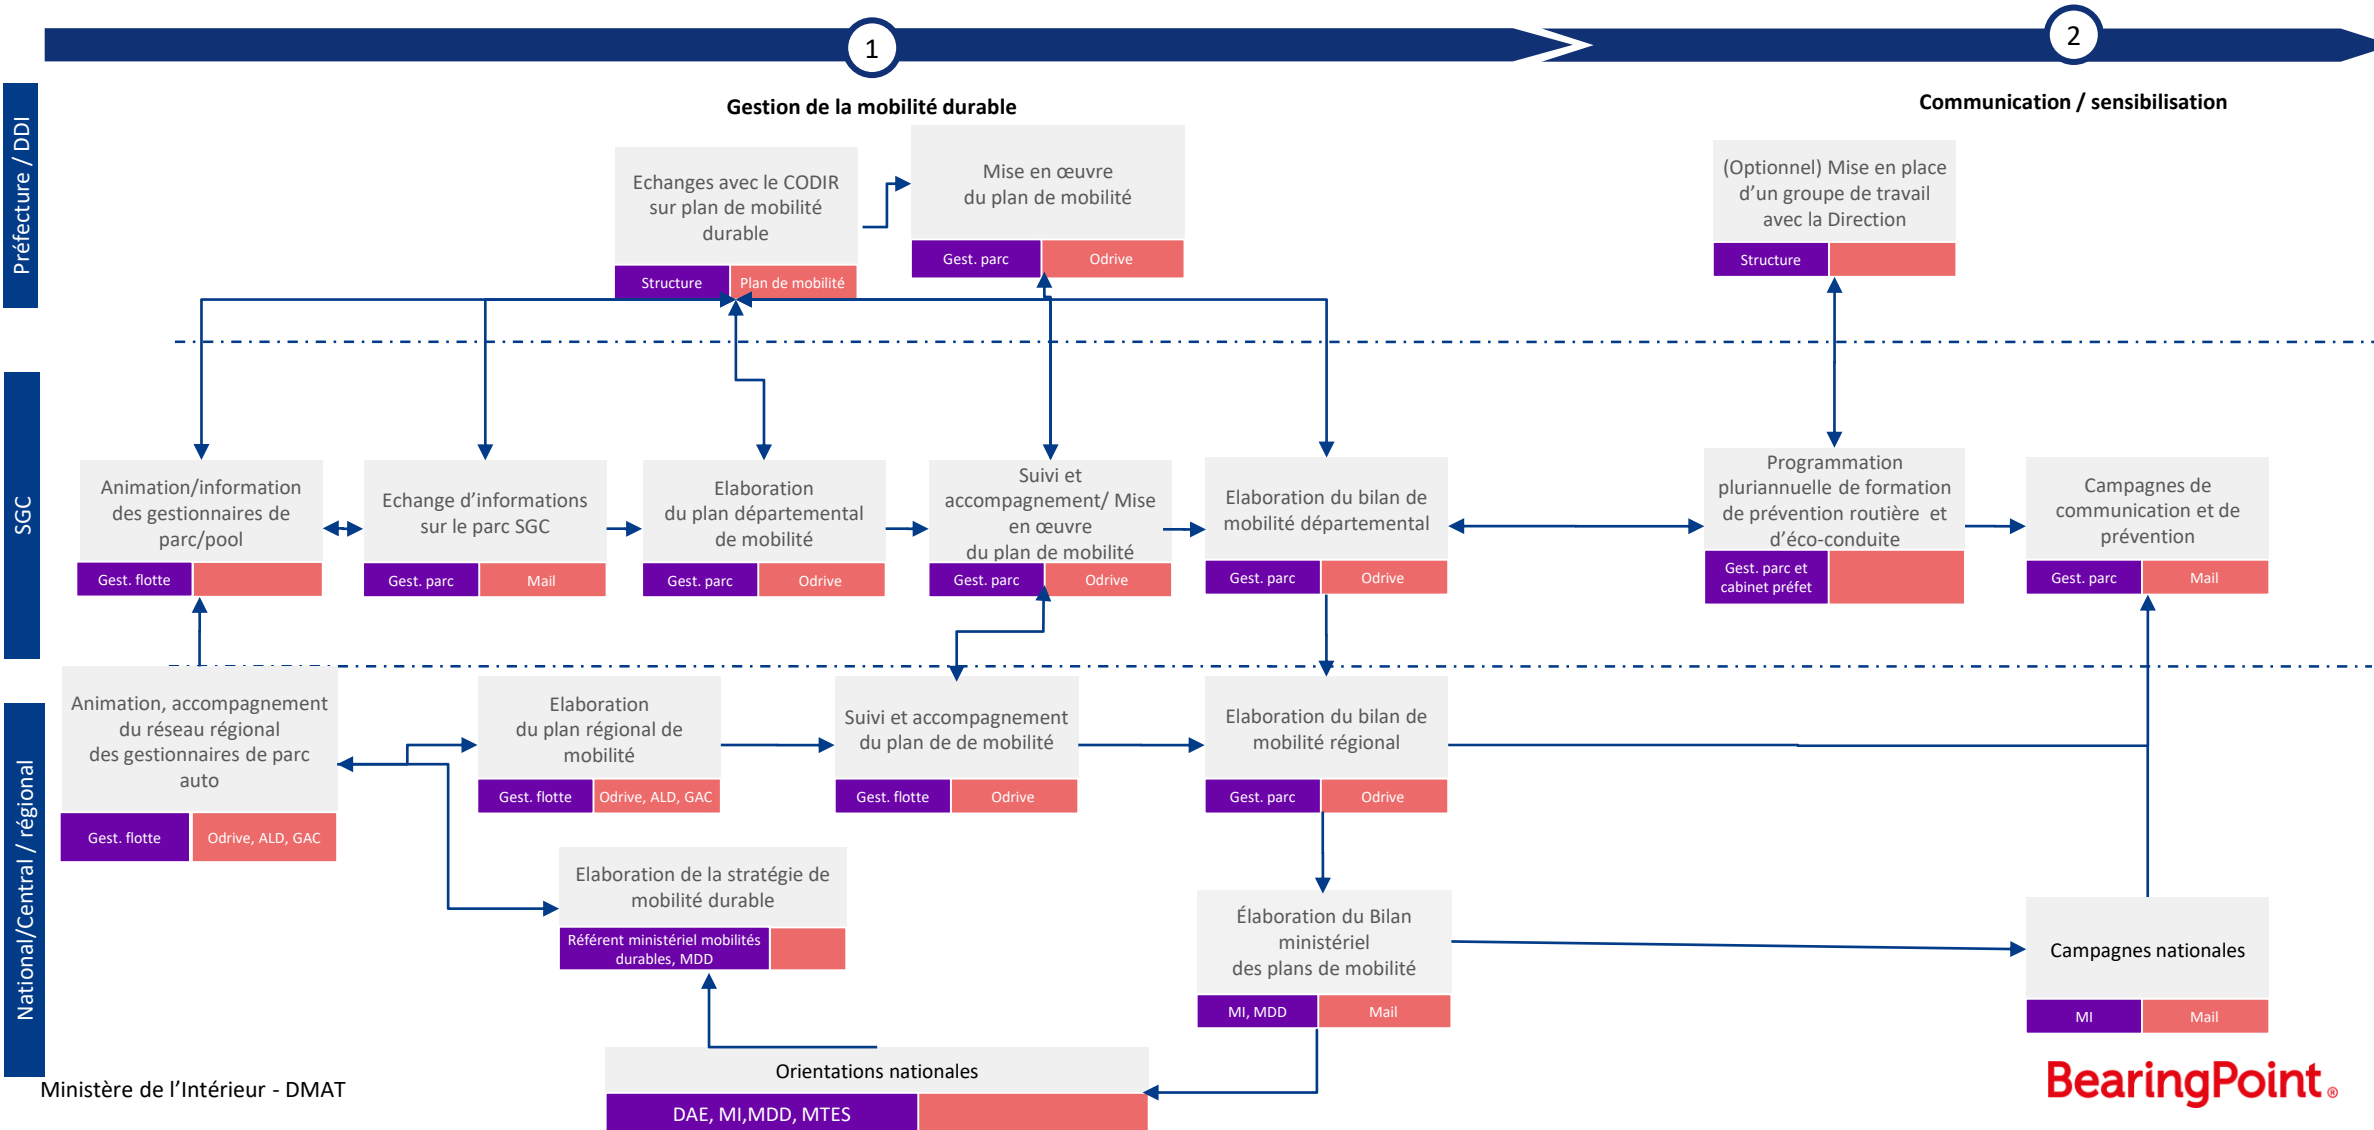 1
2
Gestion de la mobilité durable
Communication / sensibilisation
Préfecture / DDI
Echanges avec le CODIR
sur plan de mobilité
durable
Structure
Plan de mobilité
Mise en œuvre
du plan de mobilité
Gest. parc
Odrive
(Optionnel) Mise en place
d’un groupe de travail
avec la Direction
Structure
SGC
Animation/information
des gestionnaires de
parc/pool
Gest. flotte
Echange d’informations
sur le parc SGC
Gest. parc
Mail
Elaboration
du plan départemental
de mobilité
Gest. parc
Odrive
Suivi et
accompagnement/ Mise
en œuvre
du plan de mobilité
Gest. parc
Odrive
Elaboration du bilan de
mobilité départemental
Gest. parc
Odrive
Programmation
pluriannuelle de formation
de prévention routière et
d’éco-conduite
Gest. parc et
cabinet préfet
Campagnes de
communication et de
prévention
Gest. parc
Mail
National/Central / régional
Animation, accompagnement
du réseau régional
des gestionnaires de parc
auto
Gest. flotte
Odrive, ALD, GAC
Elaboration
du plan régional de
mobilité
Gest. flotte
Odrive, ALD, GAC
Suivi et accompagnement
du plan de de mobilité
Gest. flotte
Odrive
Elaboration du bilan de
mobilité régional
Gest. parc
Odrive
Elaboration de la stratégie de
mobilité durable
Référent ministériel mobilités
durables, MDD
Élaboration du Bilan
ministériel
des plans de mobilité
MI, MDD
Mail
Campagnes nationales
MI
Mail
Orientations nationales
DAE, MI,MDD, MTES
Ministère de l’Intérieur - DMAT
BearingPoint®